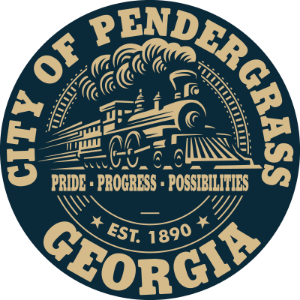 CITY OF PENDERGRASS
PRIDE - PROGRESS - POSSIBILITIES
EST. 1890
GEORGIA